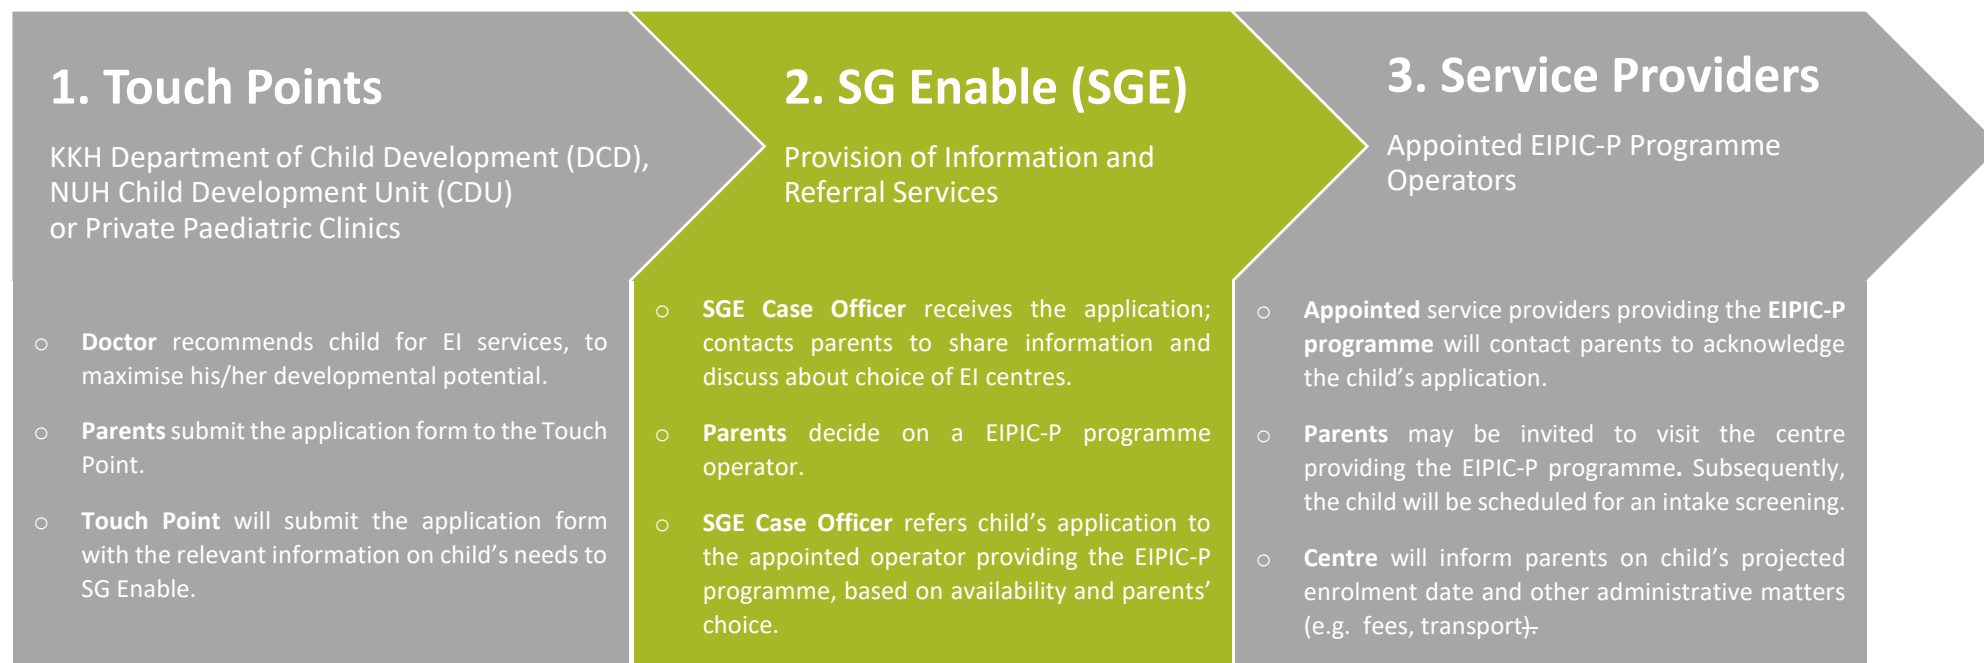 1. Touch Points
KKH Department of Child Development (DCD),
NUH Child Development Unit (CDU)
or Private Paediatric Clinics
o Doctor recommends child for EI services, to
maximise his/her developmental potential.
o Parents submit the application form to the Touch
Point.
o Touch Point will submit the application form
with the relevant information on child’s needs to
SG Enable.
2. SG Enable (SGE)
Provision of Information and
Referral Services
o SGE Case Officer receives the application;
contacts parents to share information and
discuss about choice of EI centres.
o Parents decide on a EIPIC-P programme
operator.
o SGE Case Officer refers child’s application to
the appointed operator providing the EIPIC-P
programme, based on availability and parents’
choice.
3. Service Providers
Appointed EIPIC-P Programme
Operators
o Appointed service providers providing the EIPIC-P
programme will contact parents to acknowledge
the child’s application.
o Parents may be invited to visit the centre
providing the EIPIC-P programme. Subsequently,
the child will be scheduled for an intake screening.
o Centre will inform parents on child’s projected
enrolment date and other administrative matters
(e.g. fees, transport).